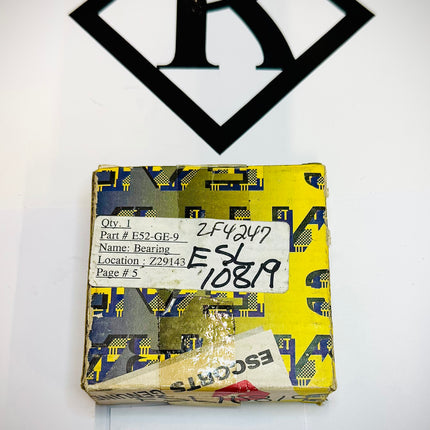 R
Qty. 1
Part # E52-GE-9
Name: Bearing
Location : Z29143
Page # 5
ZF4247
ESL
10819
ESCORTS